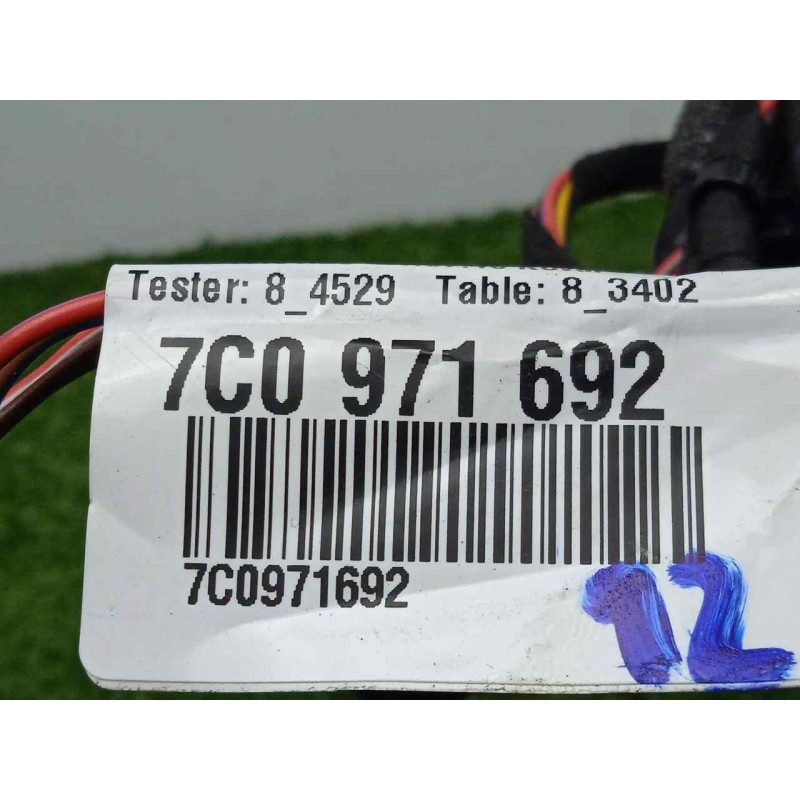 Tester: 8_4529 Table: 8_3402
7C0 971 692
7C0971692
12